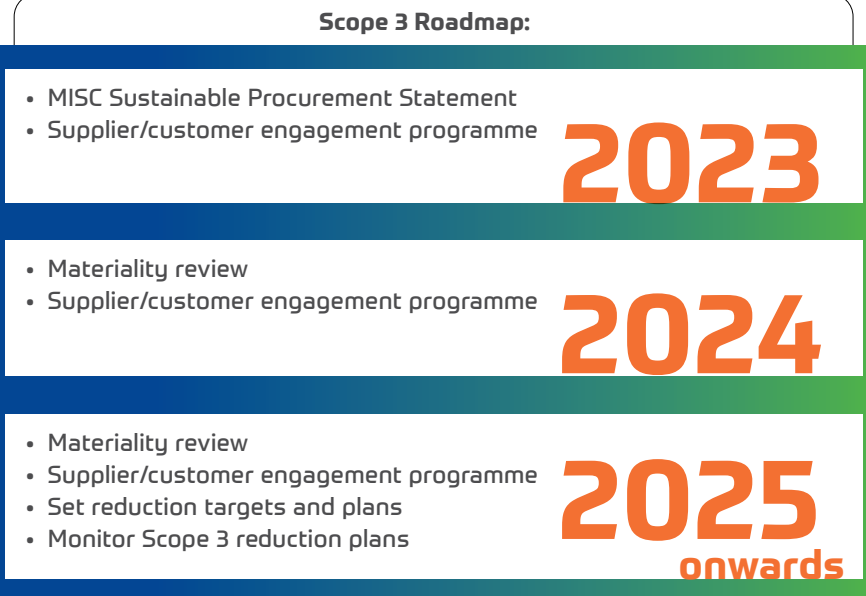 Scope 3 Roadmap:
• MISC Sustainable Procurement Statement
• Supplier/customer engagement programme
2023
• Materiality review
• Supplier/customer engagement programme
2024
• Materiality review
• Supplier/customer engagement programme
• Set reduction targets and plans
• Monitor Scope 3 reduction plans
2025
onwards